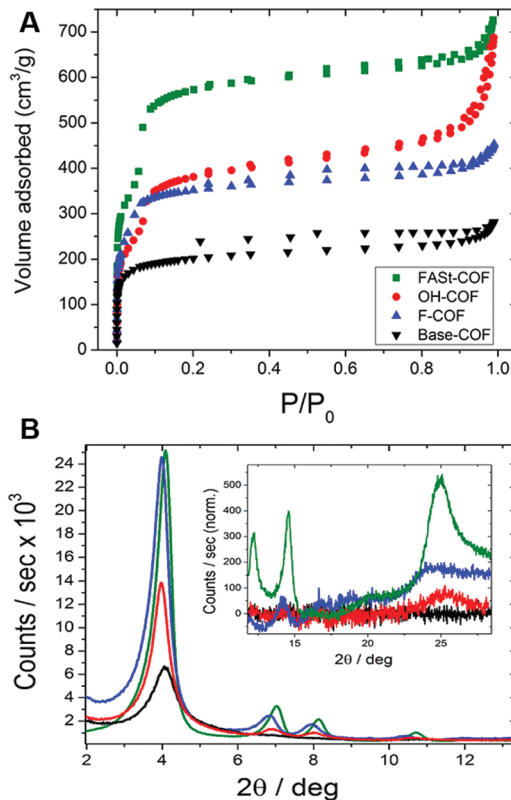 A
Volume adsorbed (cm³/g)
700
600
500
400
300
200
100
0
FASt-COF
OH-COF
F-COF
Base-COF
0.0 0.2 0.4 0.6 0.8 1.0
P/P₀
B
Counts / sec x 10³
24
22
20
18
16
14
12
10
8
6
4
2
Counts / sec (norm.)
500
400
300
200
100
0
15 20 25
2θ / deg
2 4 6 8 10 12
2θ / deg